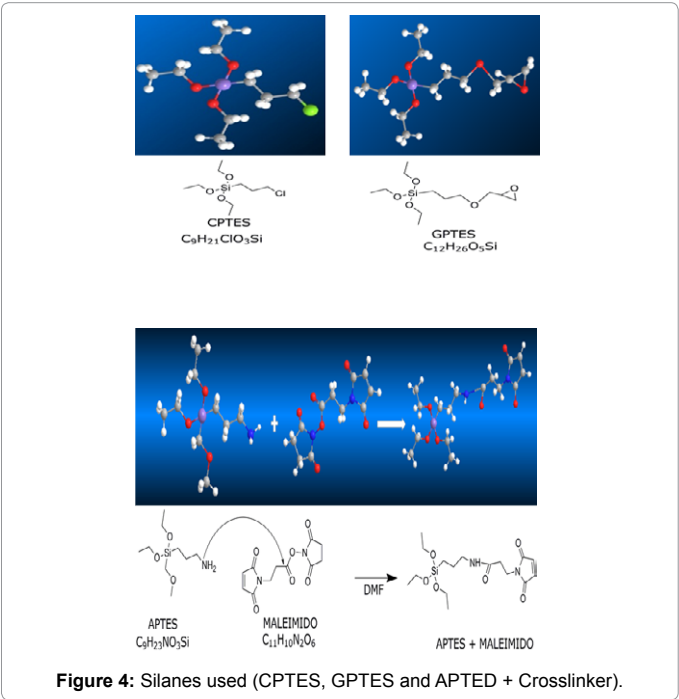 CPTES
C₉H₂₁ClO₃Si
GPTES
C₁₂H₂₆O₅Si
O
O
Si
O
Cl
O
O
Si
O
O
O
+
O
O
Si
O
NH₂
O
N
O
O
O
O
N
O
DMF
O
O
Si
O
NH
O
O
N
O
APTES
C₉H₂₃NO₃Si
MALEIMIDO
C₁₁H₁₀N₂O₆
APTES + MALEIMIDO
Figure 4: Silanes used (CPTES, GPTES and APTED + Crosslinker).